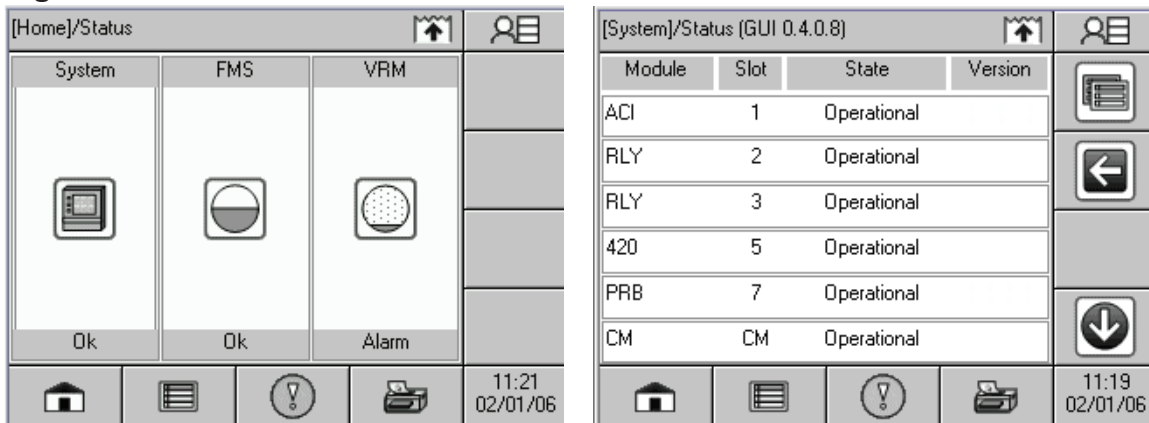 [Home]/Status
System FMS VRM
Ok Ok Alarm
11:21
02/01/06
[System]/Status (GUI 0.4.0.8)
Module Slot State Version
ACI 1 Operational
RLY 2 Operational
RLY 3 Operational
420 5 Operational
PRB 7 Operational
CM CM Operational
11:19
02/01/06